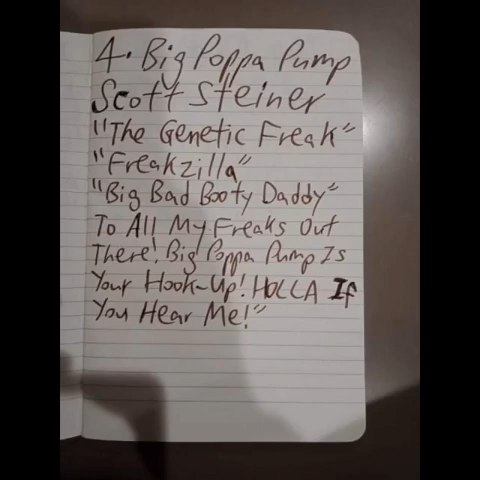 4. Big Poppa Pump
Scott Steiner
"The Genetic Freak"
"Freakzilla"
"Big Bad Booty Daddy"
To All My Freaks Out
There! Big Poppa Pump Is
Your Hook-Up! HOLLA If
You Hear Me!"